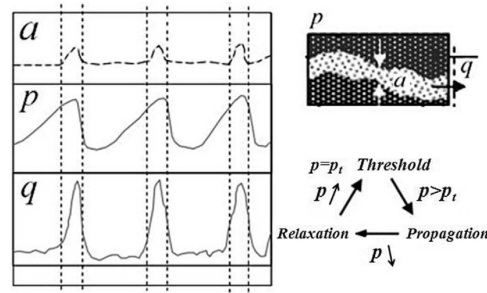 a
p
q
p
a
q
p=pₜ Threshold
p↗ p>pₜ
Relaxation Propagation
p↘